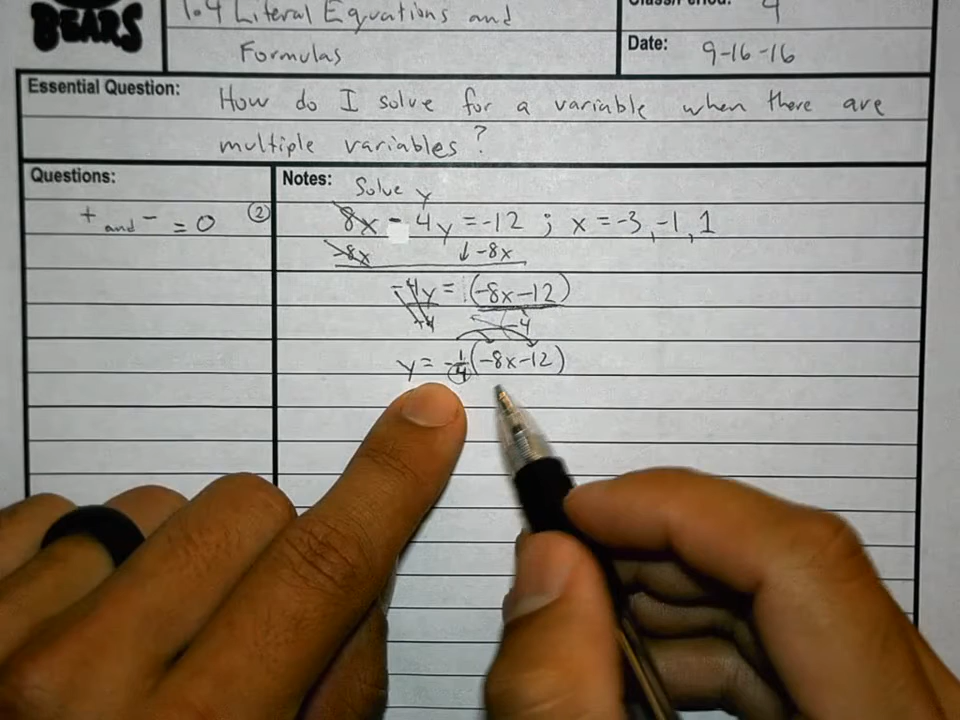 BEARS
1.4 Literal Equations and
Formulas
4
Date: 9-16-16
Essential Question: How do I solve for a variable when there are
multiple variables?
Questions:
Notes: Solve y
+ and - = 0
② 8x - 4y = -12 ; x = -3, -1, 1
-8x ↓ -8x
-4y = (-8x-12)
-4
y = -1/4(-8x-12)